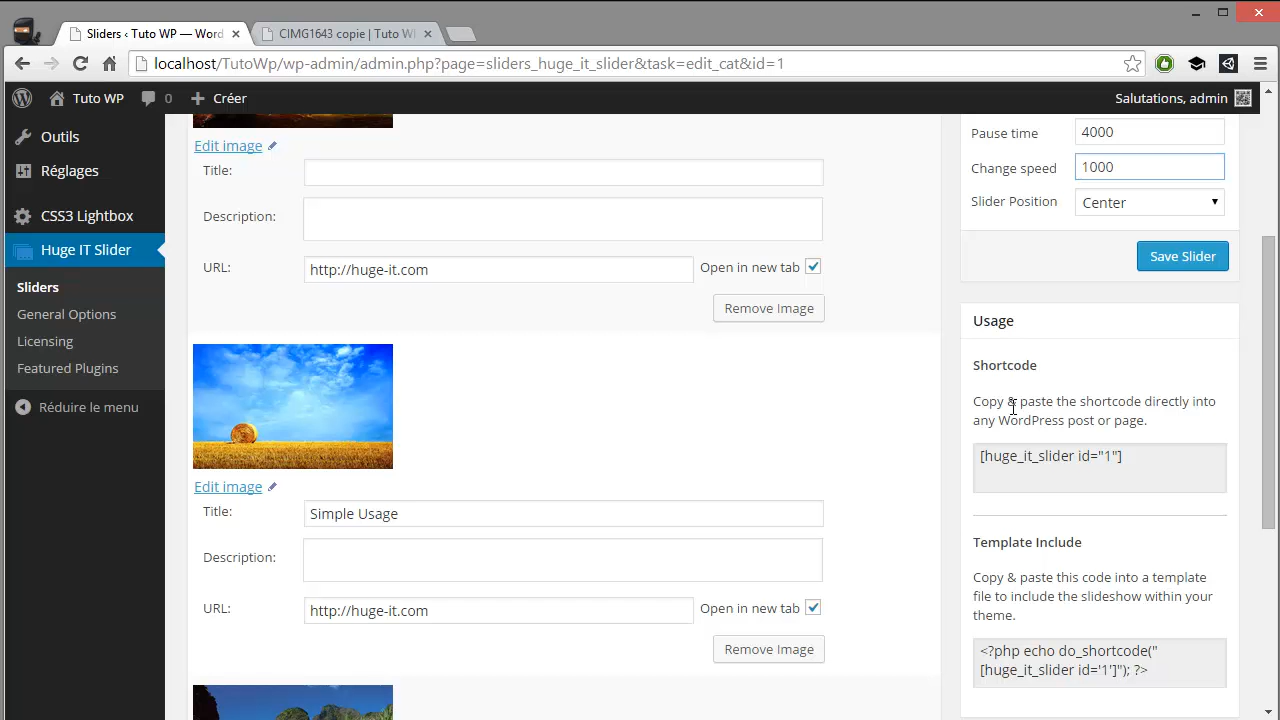 Sliders ‹ Tuto WP — Word
CIMG1643 copie | Tuto W
localhost/TutoWp/wp-admin/admin.php?page=sliders_huge_it_slider&task=edit_cat&id=1
Tuto WP
0
Créer
Salutations, admin
Outils
Réglages
CSS3 Lightbox
Huge IT Slider
Sliders
General Options
Licensing
Featured Plugins
Réduire le menu
Edit image
Title:
Description:
URL:
http://huge-it.com
Open in new tab
Remove Image
Edit image
Title:
Simple Usage
Description:
URL:
http://huge-it.com
Open in new tab
Remove Image
Pause time
4000
Change speed
1000
Slider Position
Center
Save Slider
Usage
Shortcode
Copy & paste the shortcode directly into
any WordPress post or page.
[huge_it_slider id="1"]
Template Include
Copy & paste this code into a template
file to include the slideshow within your
theme.
<?php echo do_shortcode("
[huge_it_slider id='1']"); ?>